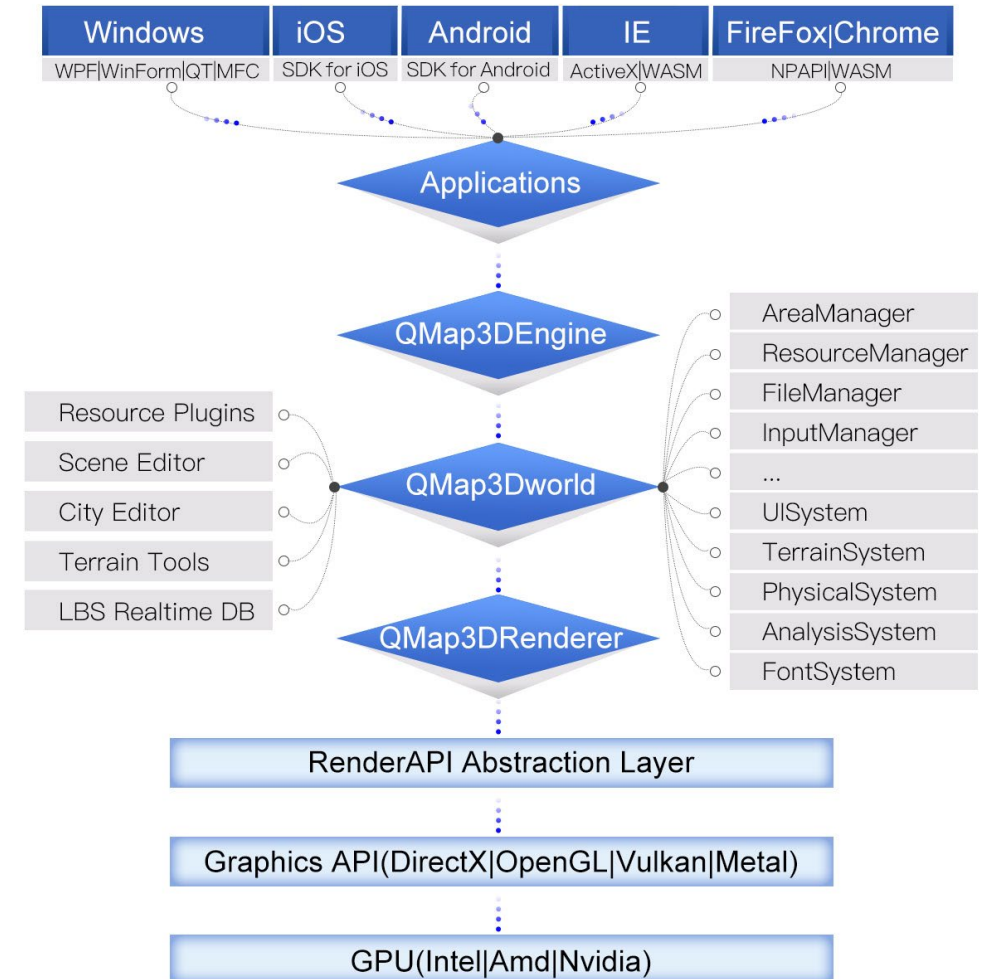 Windows
iOS
Android
IE
FireFox|Chrome
WPF|WinForm|QT|MFC
SDK for iOS
SDK for Android
ActiveX|WASM
NPAPI|WASM
Applications
QMap3DEngine
QMap3Dworld
QMap3DRenderer
Resource Plugins
Scene Editor
City Editor
Terrain Tools
LBS Realtime DB
AreaManager
ResourceManager
FileManager
InputManager
...
UISystem
TerrainSystem
PhysicalSystem
AnalysisSystem
FontSystem
RenderAPI Abstraction Layer
Graphics API(DirectX|OpenGL|Vulkan|Metal)
GPU(Intel|Amd|Nvidia)